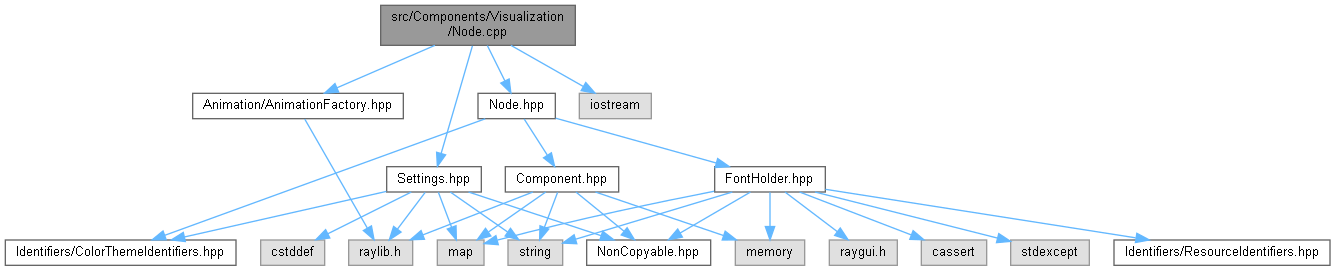 src/Components/Visualization
/Node.cpp
Animation/AnimationFactory.hpp
Node.hpp
iostream
Settings.hpp
Component.hpp
FontHolder.hpp
Identifiers/ColorThemeIdentifiers.hpp
cstddef
raylib.h
map
string
NonCopyable.hpp
memory
raygui.h
cassert
stdexcept
Identifiers/ResourceIdentifiers.hpp